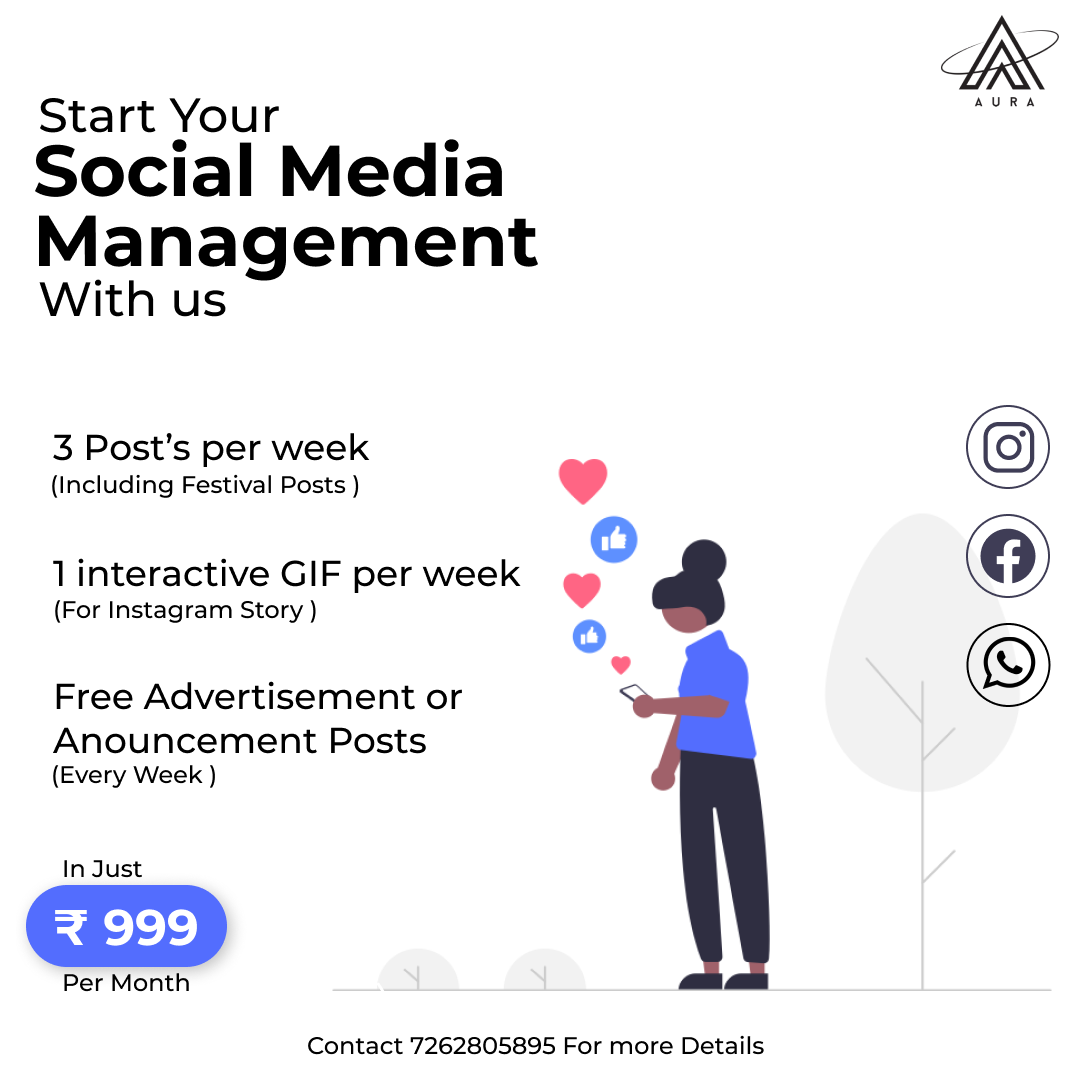 AURA
Start Your
Social Media
Management
With us
3 Post’s per week
(Including Festival Posts )
1 interactive GIF per week
(For Instagram Story )
Free Advertisement or
Anouncement Posts
(Every Week )
In Just
₹ 999
Per Month
Contact 7262805895 For more Details